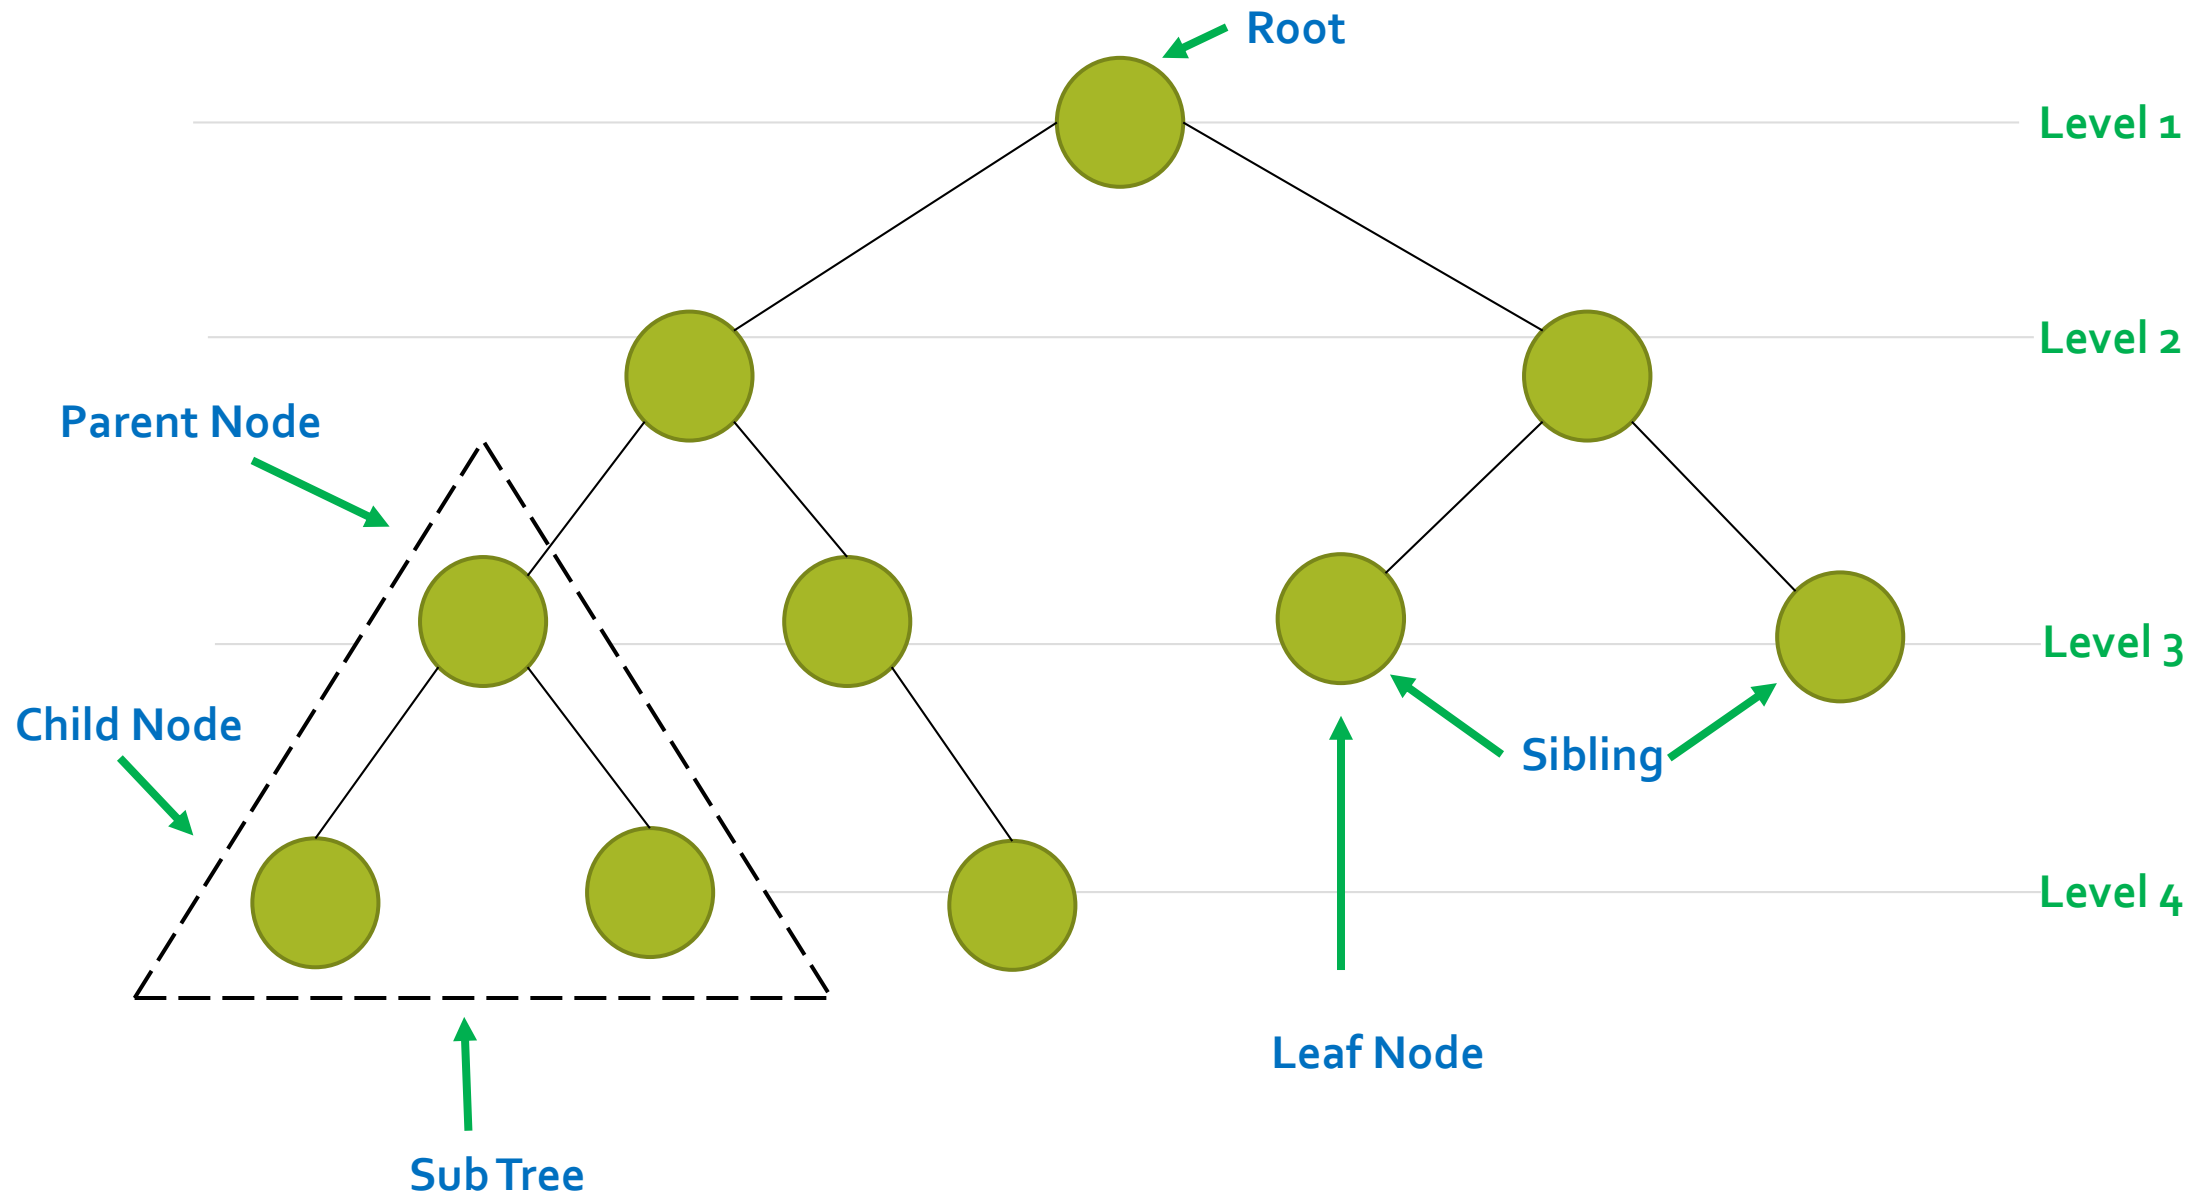 Root
Level 1
Level 2
Parent Node
Level 3
Child Node
Sibling
Level 4
Leaf Node
Sub Tree